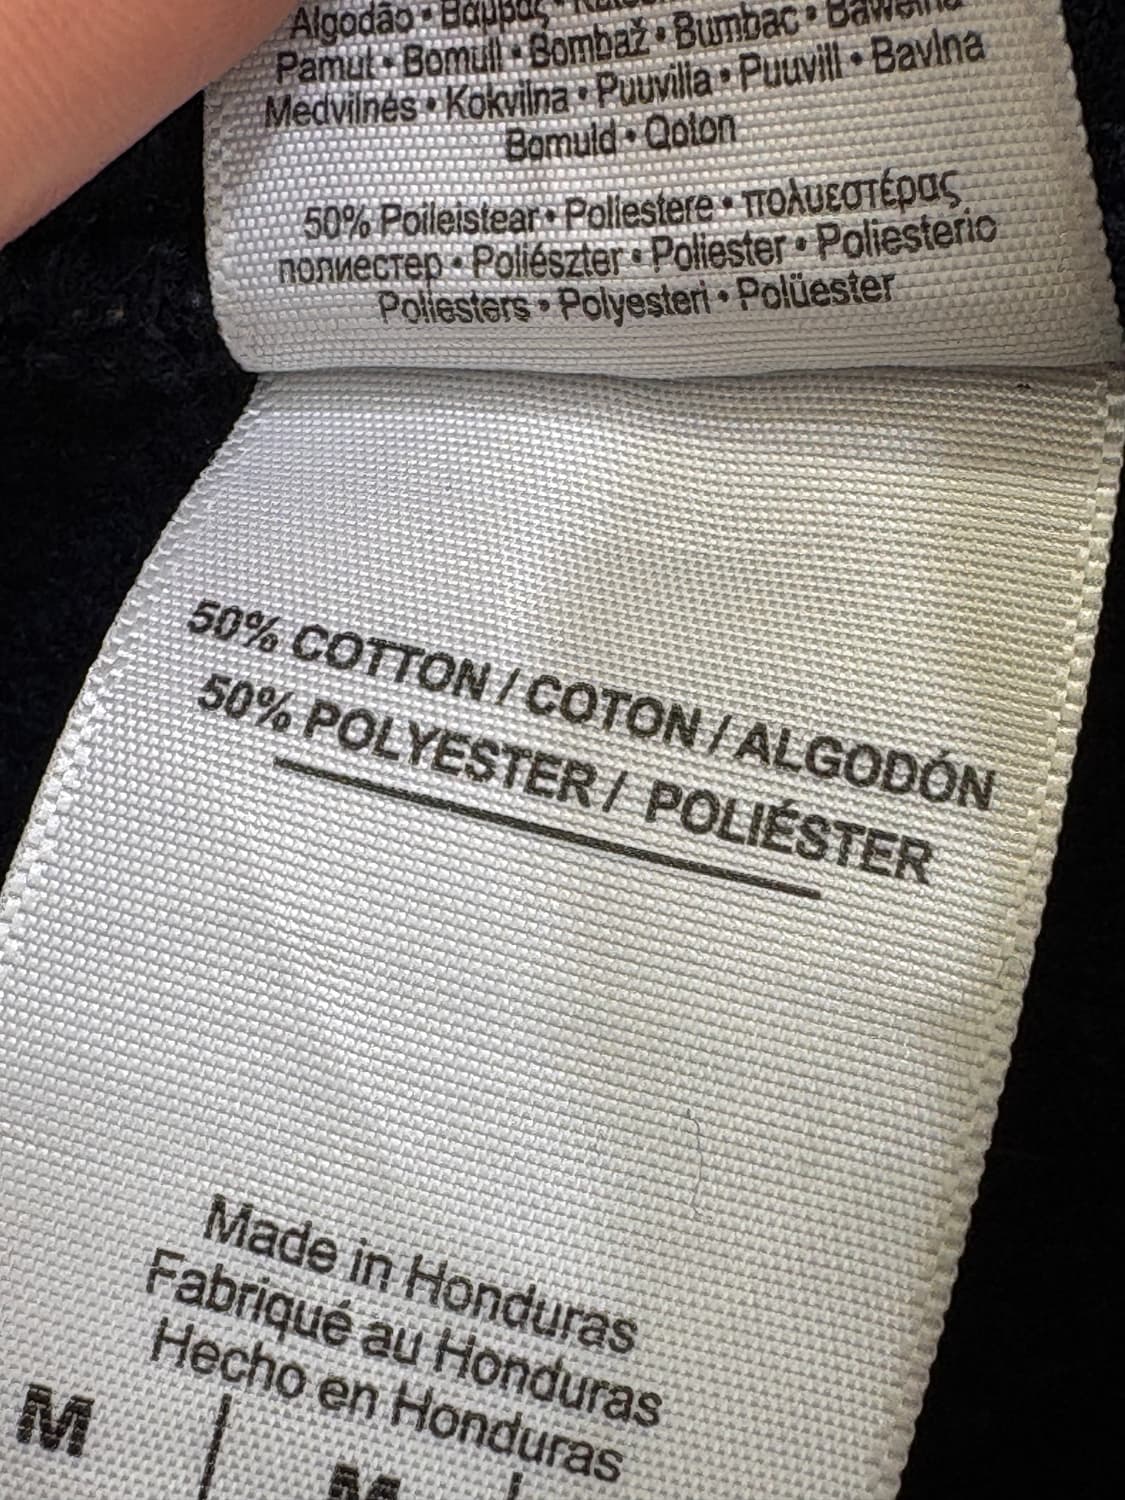 Algodão • Βαμβάς •
Pamut • Bomull • Bombaž • Bumbac • Bawełna
Medvilnės • Kokvilna • Puuvilla • Puuvill • Bavlna
Bomuld • Qoton
50% Poileistear • Poliestere • πολυεστέρας
полиестер • Poliészter • Poliester • Poliesterio
Poliesters • Polyesteri • Polüester
50% COTTON / COTON / ALGODÓN
50% POLYESTER / POLIÉSTER
Made in Honduras
Fabriqué au Honduras
Hecho en Honduras
M
M